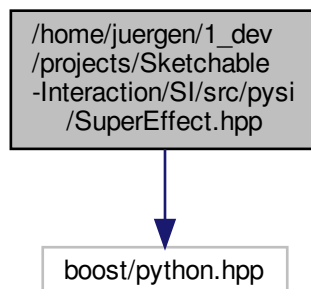 /home/juergen/1_dev
/projects/Sketchable
-Interaction/SI/src/pysi
/SuperEffect.hpp
boost/python.hpp